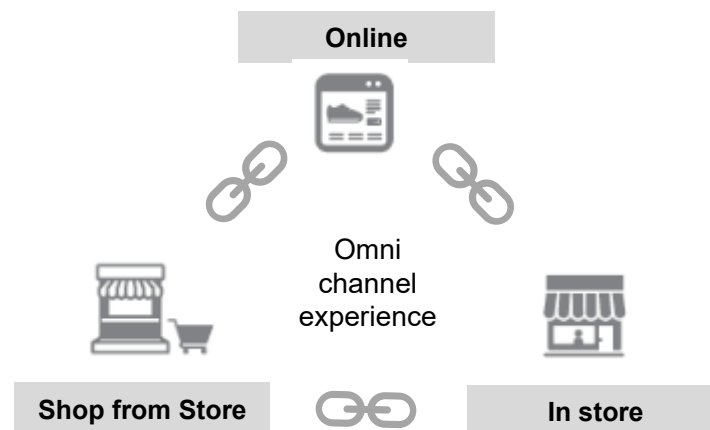 Online
Omni
channel
experience
Shop from Store
In store